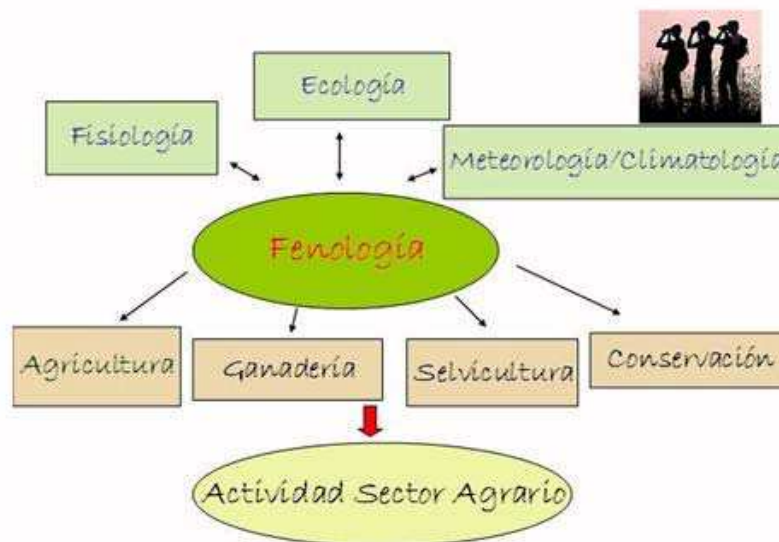 Ecología
Fisiología
Meteorología/Climatología
Fenología
Agricultura
Ganadería
Selvicultura
Conservación
Actividad Sector Agrario